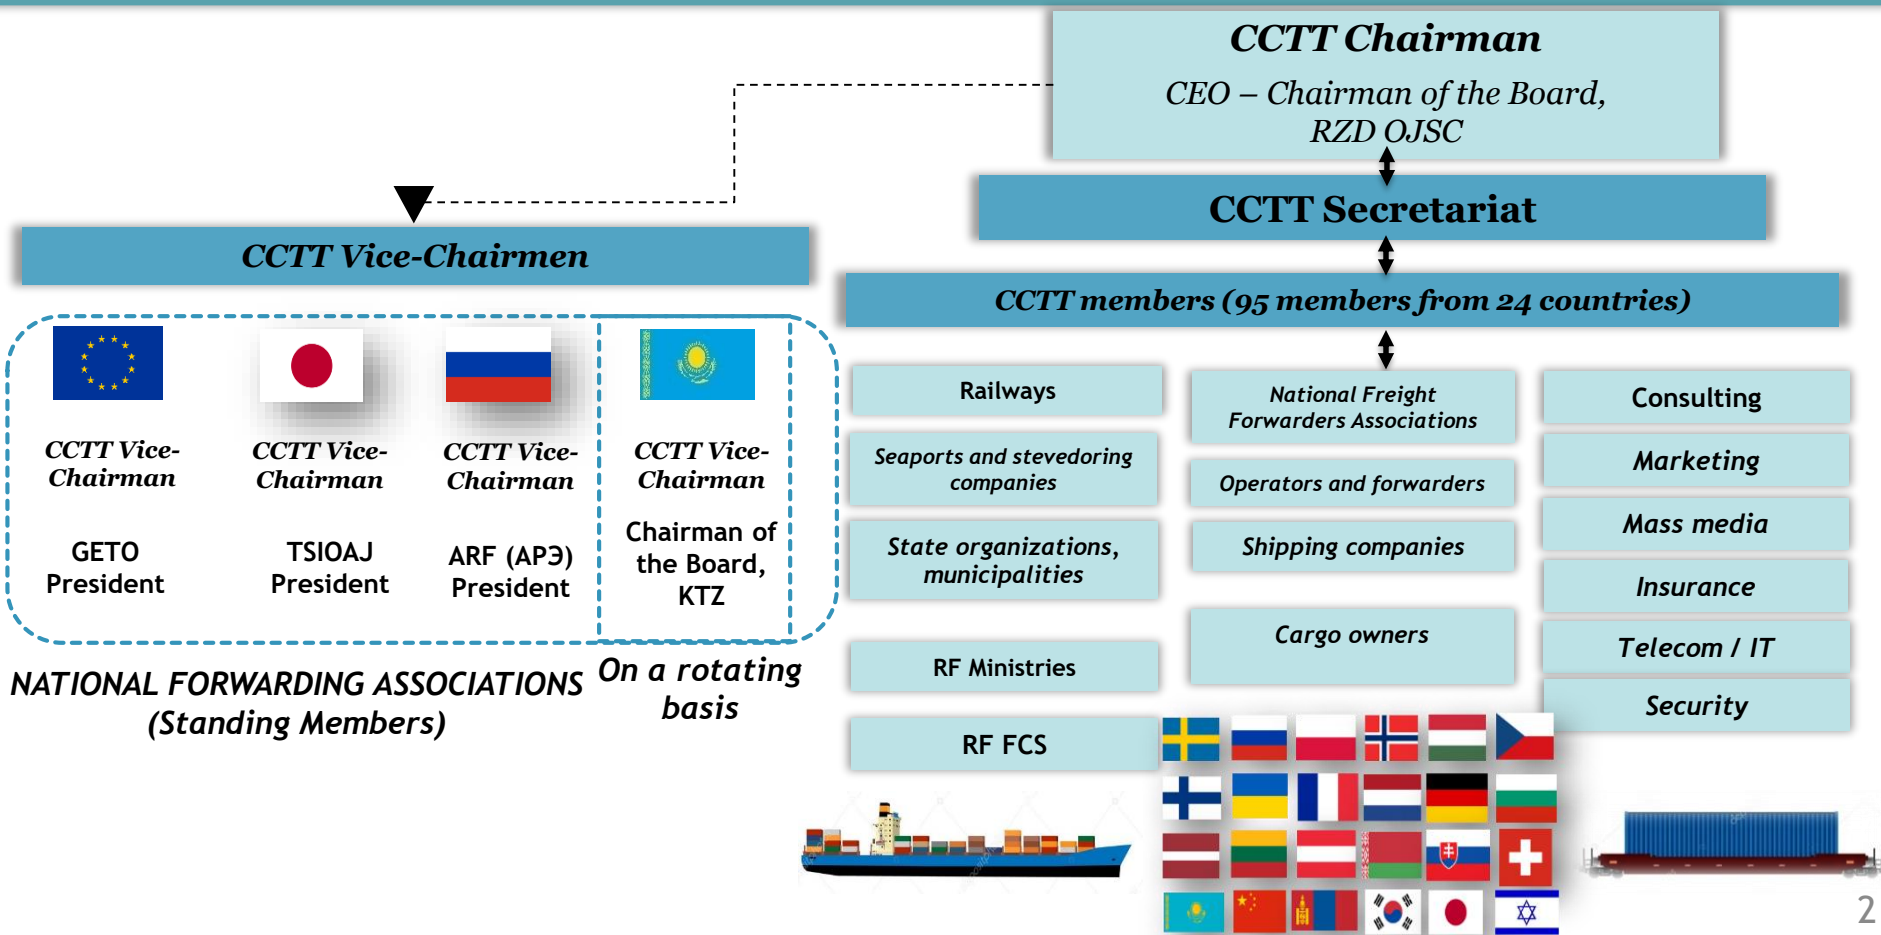 CCTT Chairman
CEO – Chairman of the Board,
RZD OJSC
CCTT Secretariat
CCTT Vice-Chairmen
CCTT members (95 members from 24 countries)
CCTT Vice-
Chairman
GETO
President
CCTT Vice-
Chairman
TSIOAJ
President
CCTT Vice-
Chairman
ARF (АРЭ)
President
CCTT Vice-
Chairman
Chairman of
the Board,
KTZ
NATIONAL FORWARDING ASSOCIATIONS
(Standing Members)
On a rotating
basis
Railways
Seaports and stevedoring
companies
State organizations,
municipalities
RF Ministries
RF FCS
National Freight
Forwarders Associations
Operators and forwarders
Shipping companies
Cargo owners
Consulting
Marketing
Mass media
Insurance
Telecom / IT
Security
2